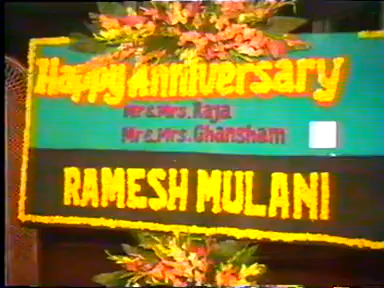 Happy Anniversary
Mr & Mrs. Raja
Mr & Mrs. Ghansham
RAMESH MULANI